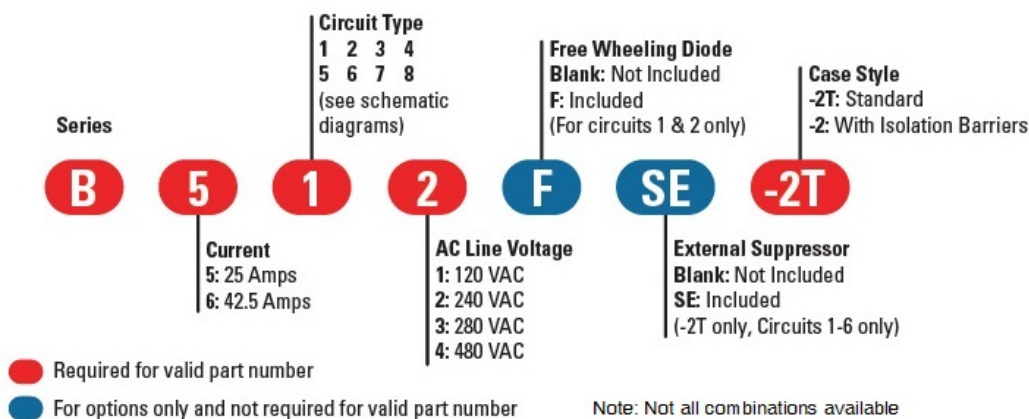 Circuit Type
1 2 3 4
5 6 7 8
(see schematic
diagrams)
Free Wheeling Diode
Blank: Not Included
F: Included
(For circuits 1 & 2 only)
Case Style
-2T: Standard
-2: With Isolation Barriers
Series
B 5 1 2 F SE -2T
Current
5: 25 Amps
6: 42.5 Amps
AC Line Voltage
1: 120 VAC
2: 240 VAC
3: 280 VAC
4: 480 VAC
External Suppressor
Blank: Not Included
SE: Included
(-2T only, Circuits 1-6 only)
Required for valid part number
For options only and not required for valid part number
Note: Not all combinations available